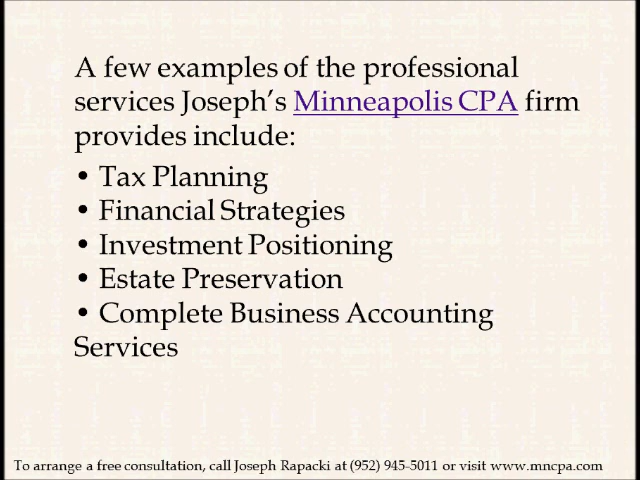 A few examples of the professional
services Joseph’s Minneapolis CPA firm
provides include:
• Tax Planning
• Financial Strategies
• Investment Positioning
• Estate Preservation
• Complete Business Accounting
Services
To arrange a free consultation, call Joseph Rapacki at (952) 945-5011 or visit www.mncpa.com